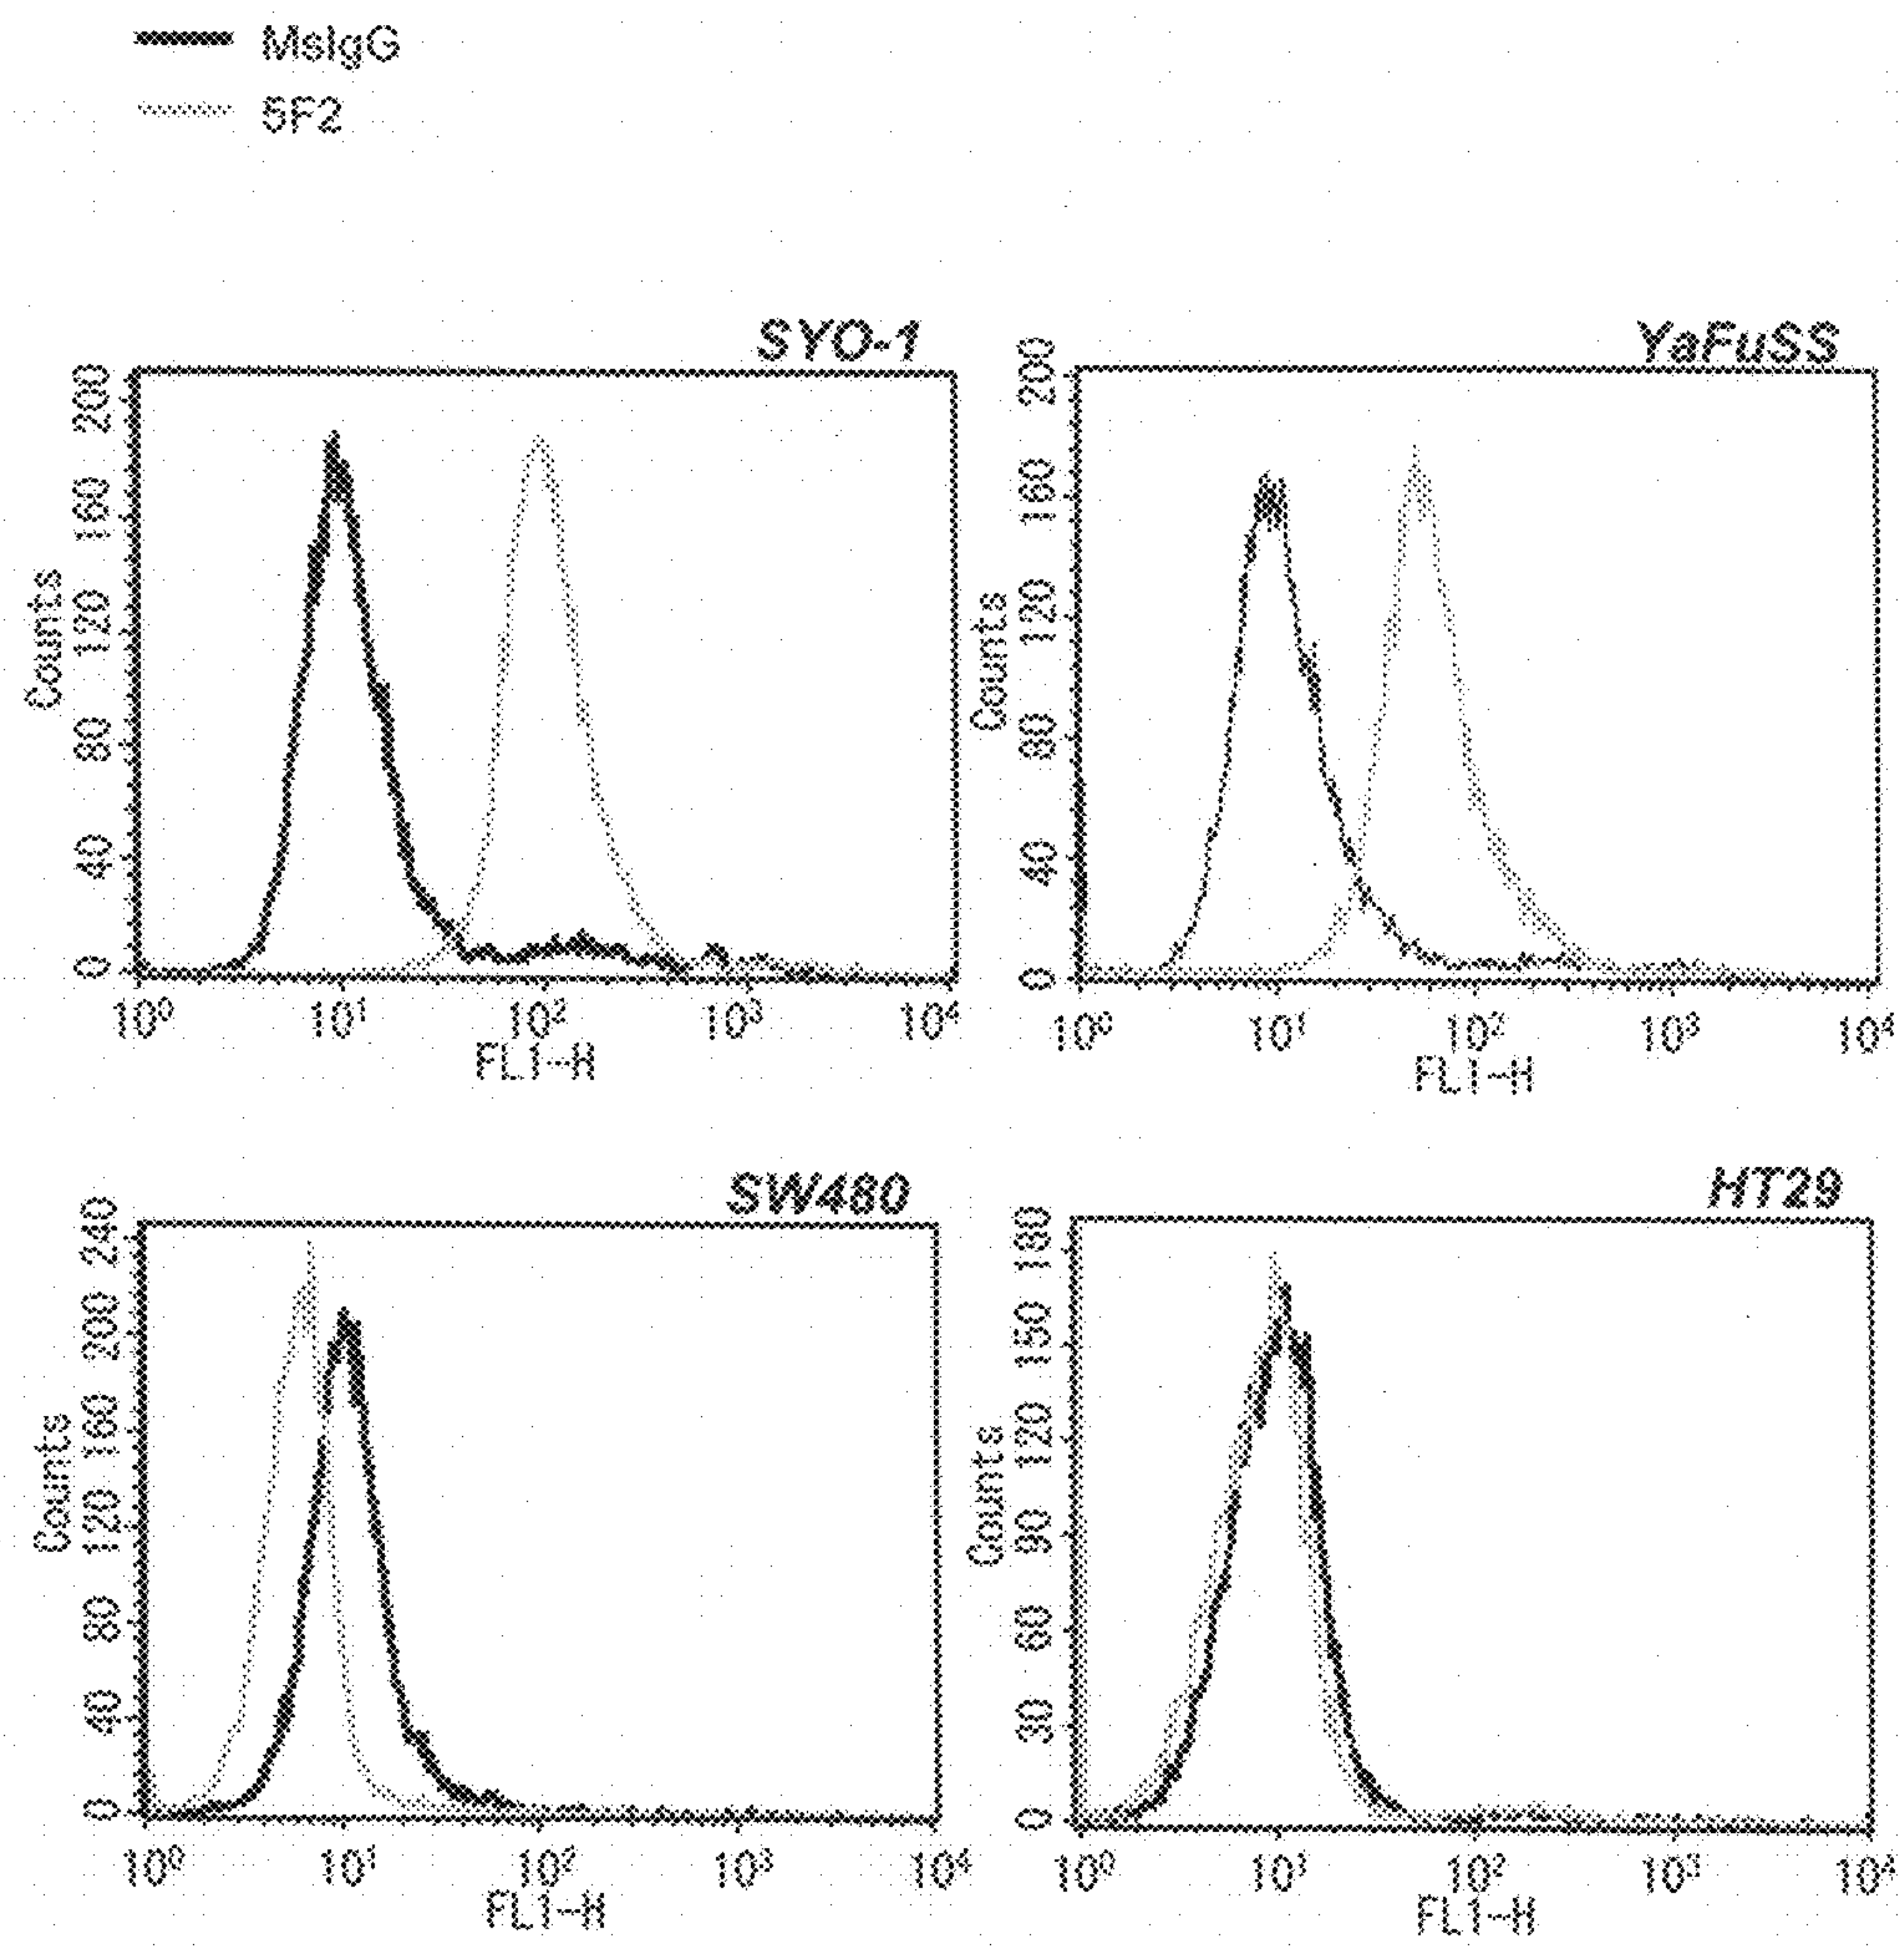 MsIgG
5F2
SYO-1
200
160
120
80
40
0
Counts
10⁰ 10¹ 10² 10³ 10⁴
FL1-H
YaFuSS
200
160
120
80
40
0
Counts
10⁰ 10¹ 10² 10³ 10⁴
FL1-H
SW480
240
200
160
120
80
40
0
Counts
10⁰ 10¹ 10² 10³ 10⁴
FL1-H
HT29
180
150
120
90
60
30
0
Counts
10⁰ 10¹ 10² 10³ 10⁴
FL1-H